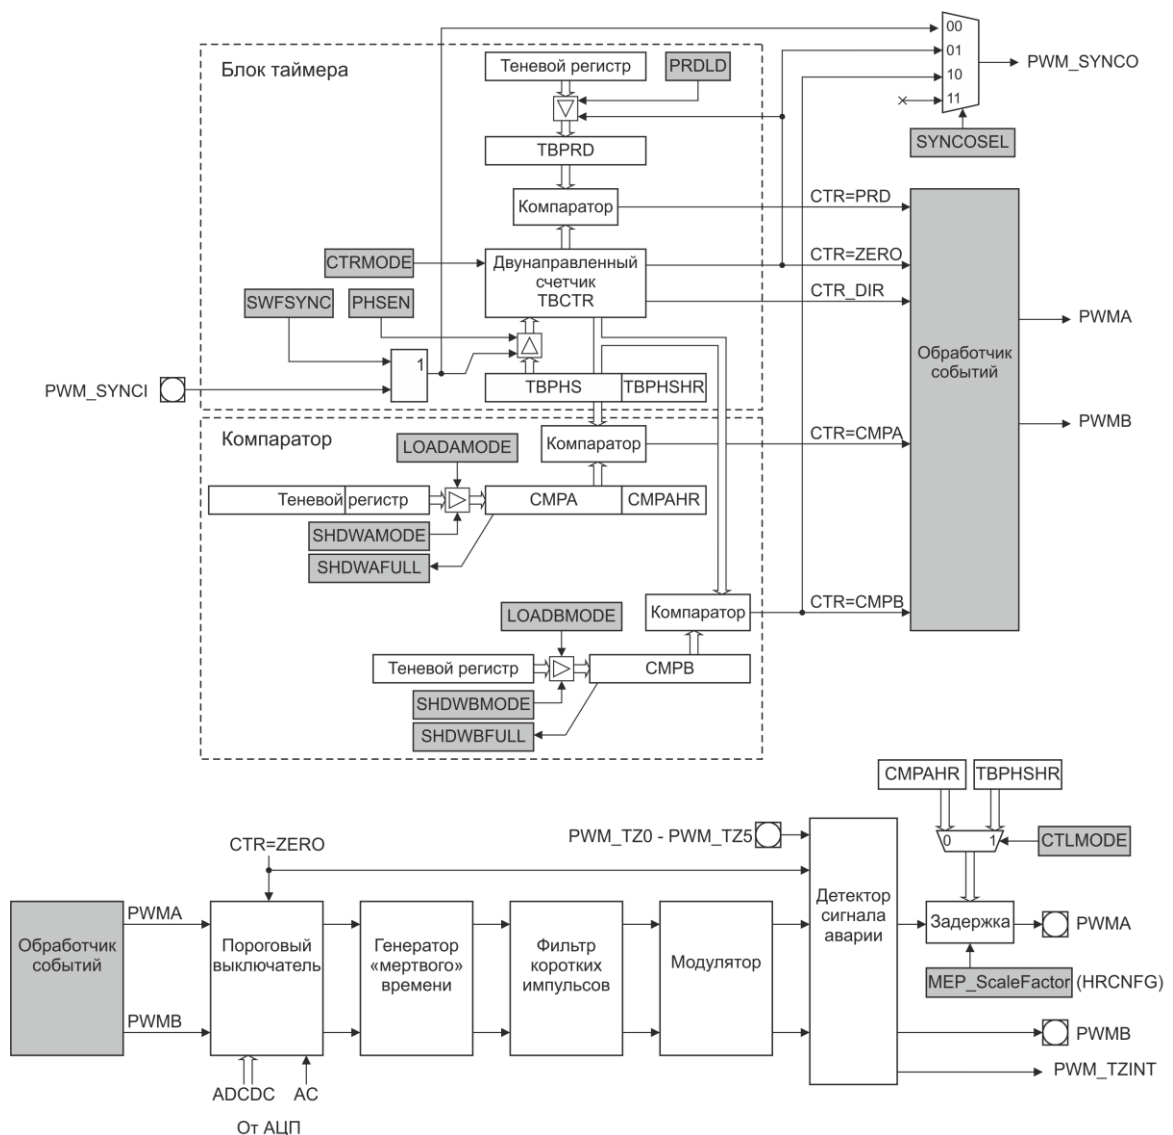 00
01
10
11
PWM_SYNCO
SYNCOSEL
Блок таймера
Теневой регистр
PRDLD
TBPRD
Компаратор
CTR=PRD
CTRMODE
Двунаправленный
счетчик
TBCTR
CTR=ZERO
CTR_DIR
SWFSYNC
PHSEN
1
PWM_SYNCI
TBPHS
TBPHSHR
Обработчик
событий
PWMA
PWMB
Компаратор
LOADAMODE
Компаратор
CTR=CMPA
Теневой регистр
CMPA
CMPAHR
SHDWAMODE
SHDWAFULL
LOADBMODE
Компаратор
CTR=CMPB
Теневой регистр
CMPB
SHDWBMODE
SHDWBFULL
CMPAHR
TBPHSHR
0
1
CTLMODE
CTR=ZERO
PWM_TZ0 - PWM_TZ5
Обработчик
событий
PWMA
PWMB
Пороговый
выключатель
Генератор
«мертвого»
времени
Фильтр
коротких
импульсов
Модулятор
Детектор
сигнала
аварии
Задержка
PWMA
MEP_ScaleFactor (HRCNFG)
PWMB
PWM_TZINT
ADCDC
AC
От АЦП